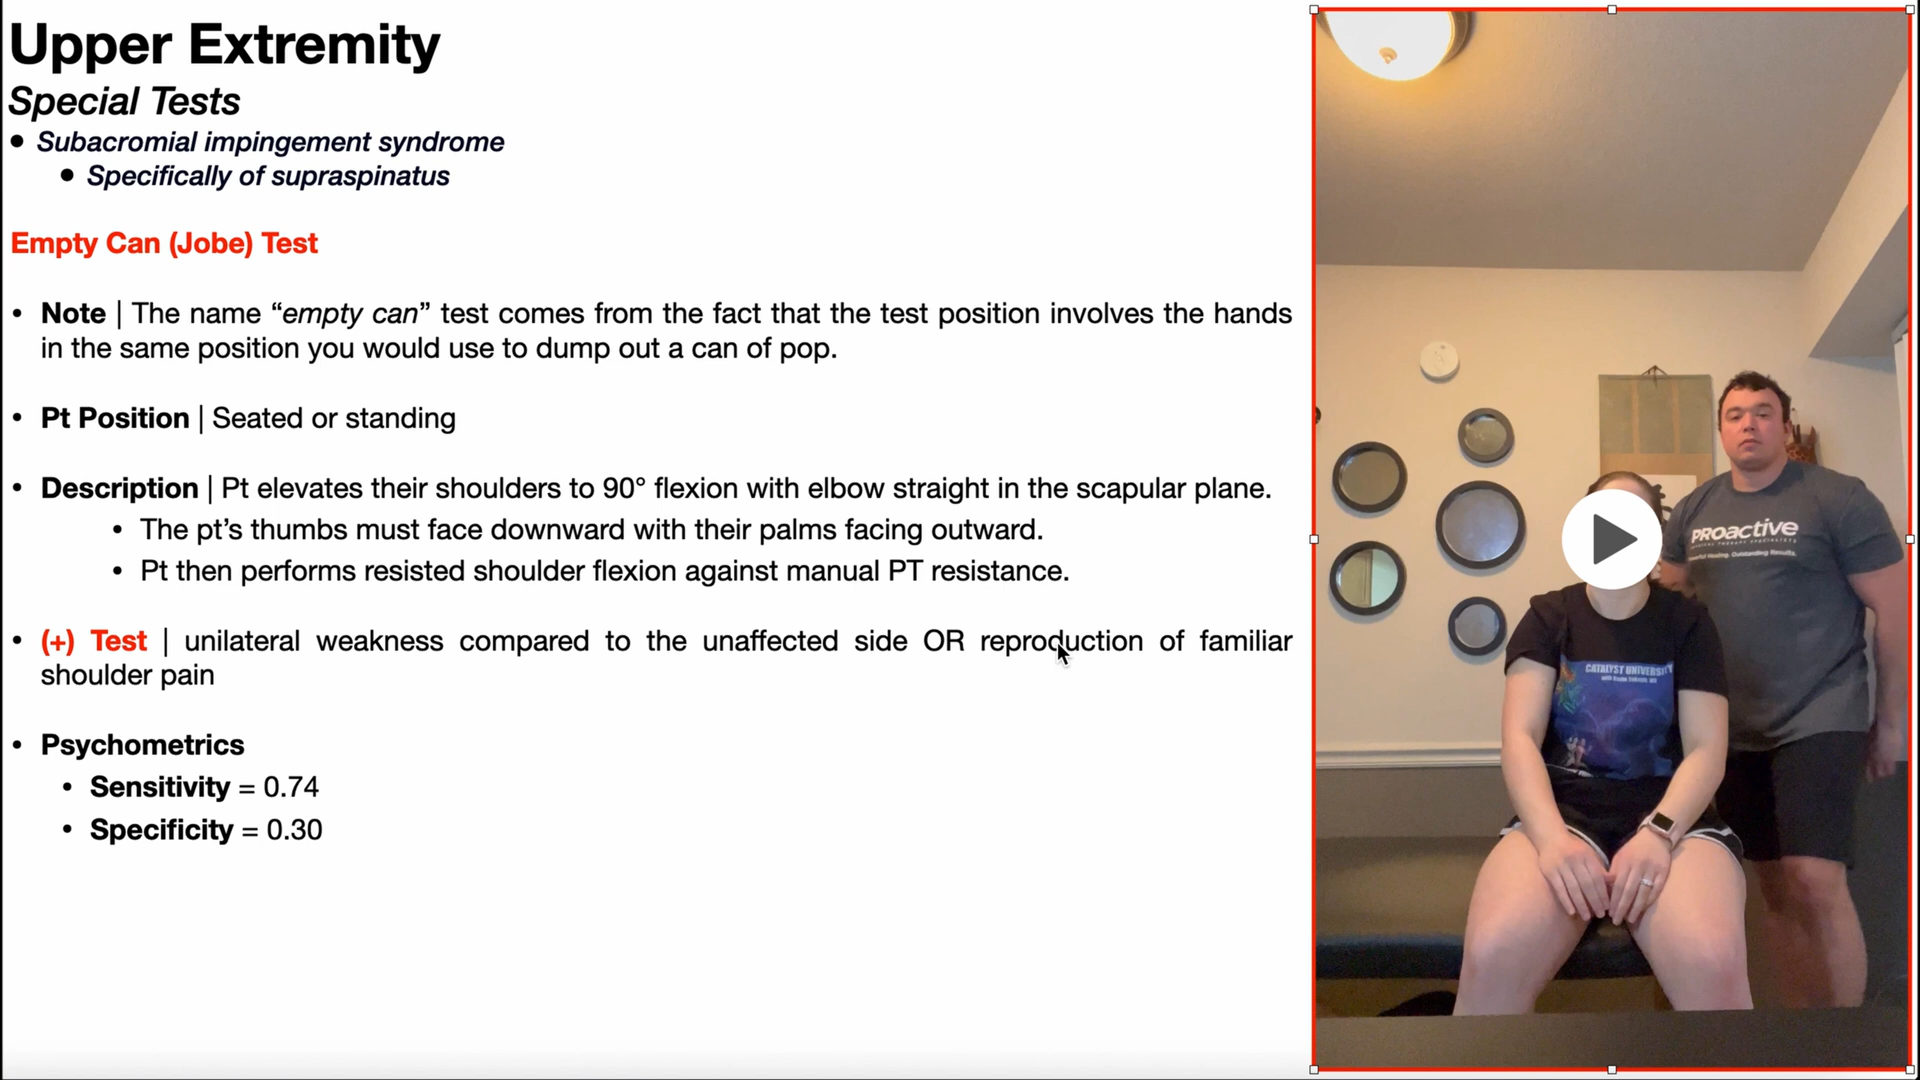 Upper Extremity
Special Tests
• Subacromial impingement syndrome
• Specifically of supraspinatus
Empty Can (Jobe) Test
• Note | The name “empty can” test comes from the fact that the test position involves the hands
in the same position you would use to dump out a can of pop.
• Pt Position | Seated or standing
• Description | Pt elevates their shoulders to 90° flexion with elbow straight in the scapular plane.
• The pt’s thumbs must face downward with their palms facing outward.
• Pt then performs resisted shoulder flexion against manual PT resistance.
• (+) Test | unilateral weakness compared to the unaffected side OR reproduction of familiar
shoulder pain
• Psychometrics
• Sensitivity = 0.74
• Specificity = 0.30
PROactive
Healing. Outstanding Results.
CATALYST UNIVERSITY